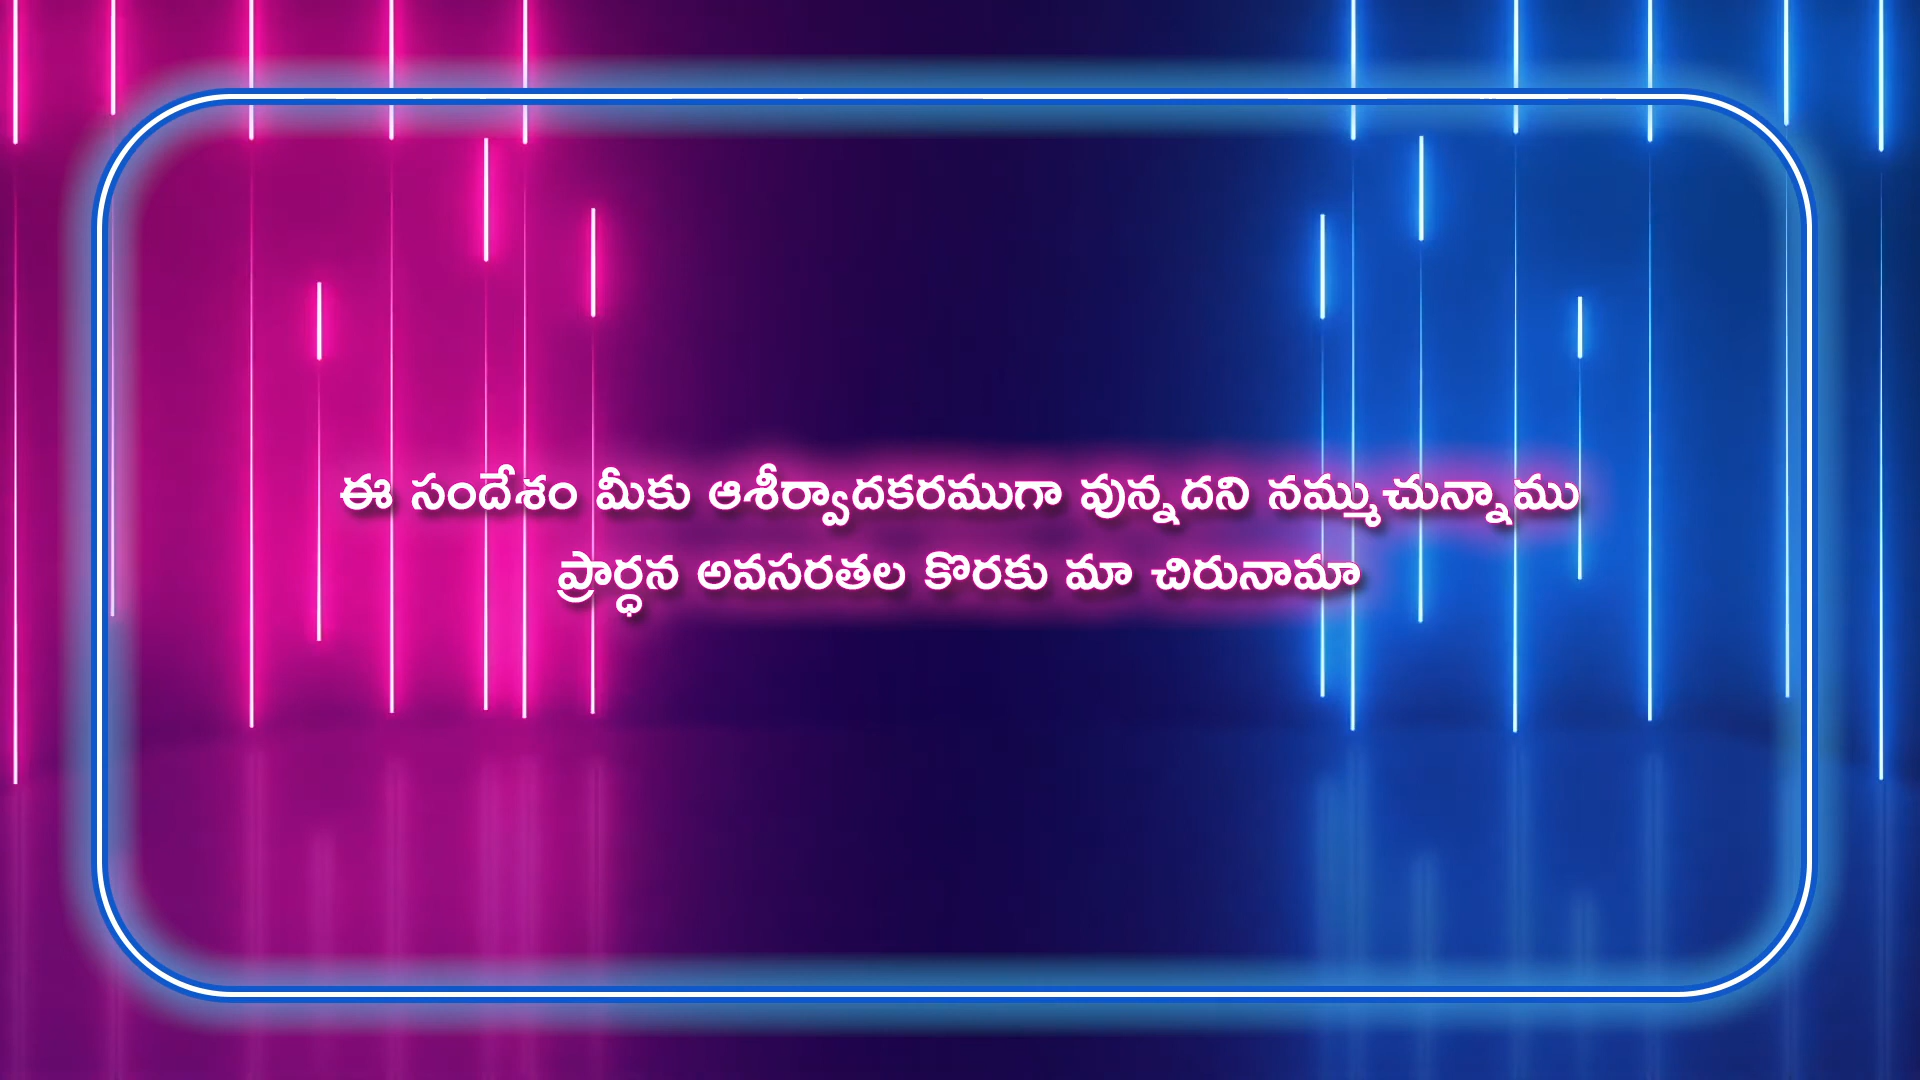 ఈ సందేశం మీకు ఆశీర్వాదకరముగా వున్నదని నమ్ముచున్నాము
ప్రార్ధన అవసరతల కొరకు మా చిరునామా